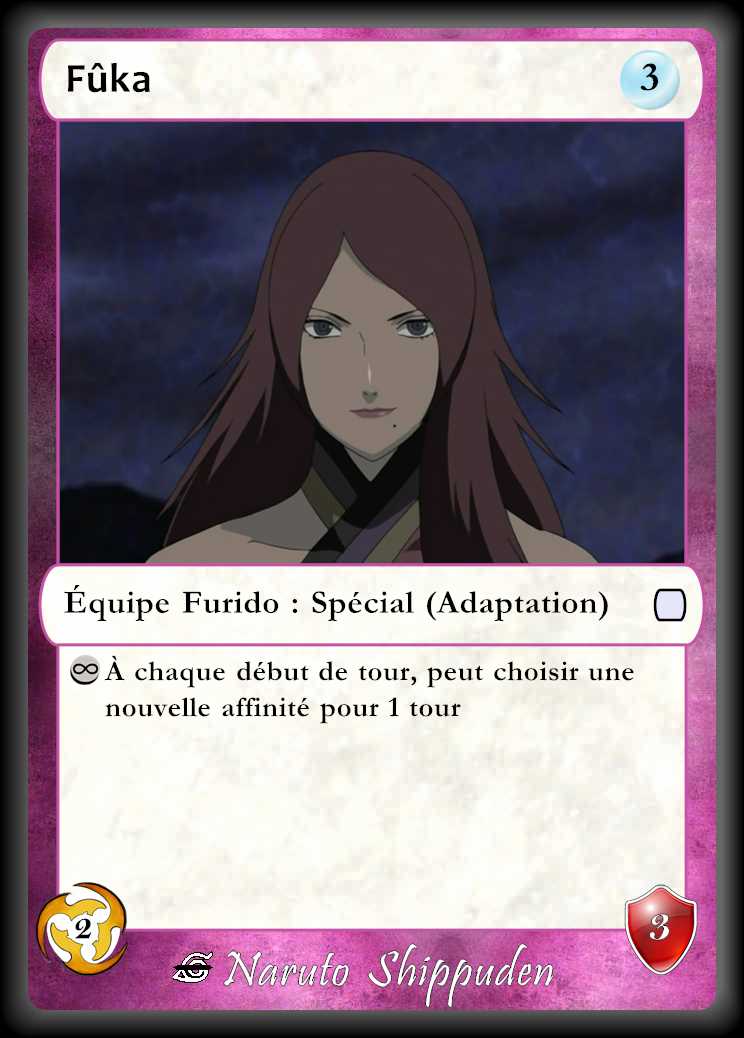 Fûka
3
Équipe Furido : Spécial (Adaptation)
∞ À chaque début de tour, peut choisir une
nouvelle affinité pour 1 tour
2
3
Naruto Shippuden